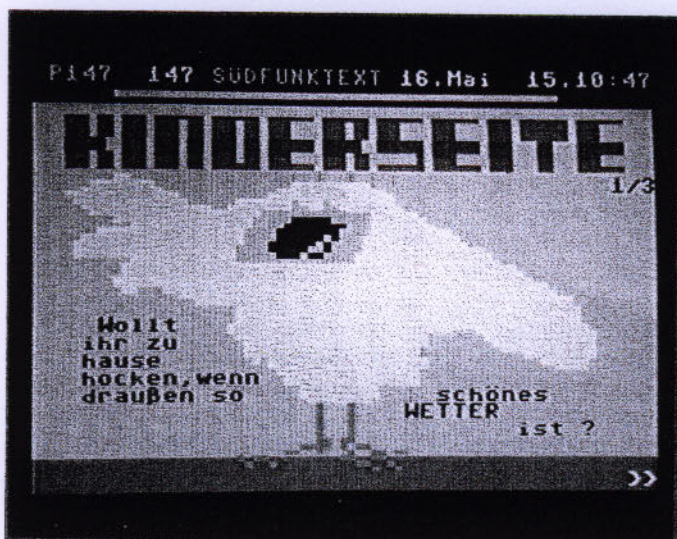 P147 147 SÜDFUNKTEXT 16.Mai 15.10:47
KINDERSEITE
1/3
Wollt
ihr zu
hause
hocken,wenn
draußen so
schönes
WETTER
ist ?
»